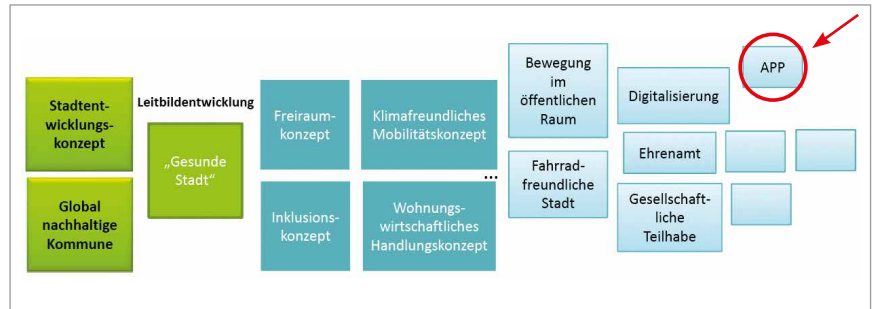 Stadtent-
wicklungs-
konzept
Global
nachhaltige
Kommune
Leitbildentwicklung
„Gesunde
Stadt“
Freiraum-
konzept
Klimafreundliches
Mobilitätskonzept
...
Inklusions-
konzept
Wohnungs-
wirtschaftliches
Handlungskonzept
Bewegung
im
öffentlichen
Raum
Fahrrad-
freundliche
Stadt
Digitalisierung
Ehrenamt
Gesellschaft-
liche
Teilhabe
APP